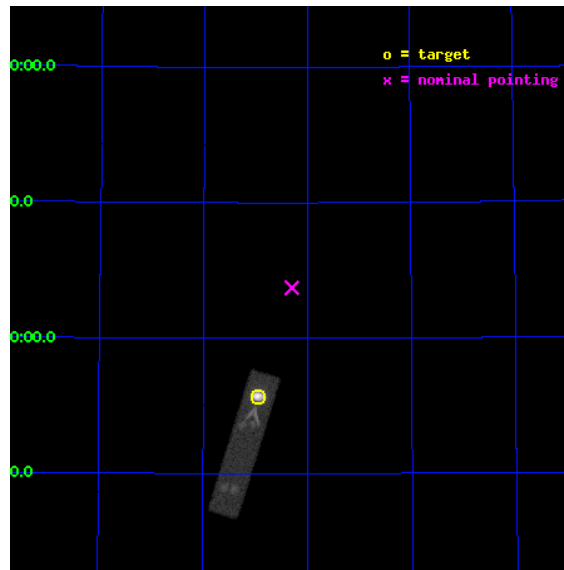 0:00.0
o = target
x = nominal pointing
0.0
0:00.0
0.0